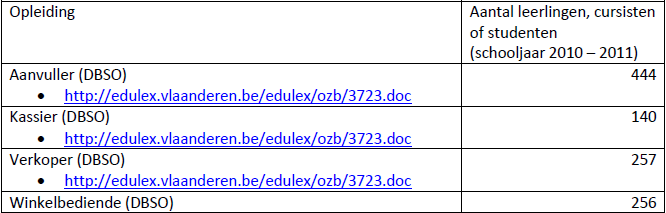 Opleiding
Aantal leerlingen, cursisten
of studenten
(schooljaar 2010 – 2011)
Aanvuller (DBSO)
444
• http://edulex.vlaanderen.be/edulex/ozb/3723.doc
Kassier (DBSO)
140
• http://edulex.vlaanderen.be/edulex/ozb/3723.doc
Verkoper (DBSO)
257
• http://edulex.vlaanderen.be/edulex/ozb/3723.doc
Winkelbediende (DBSO)
256